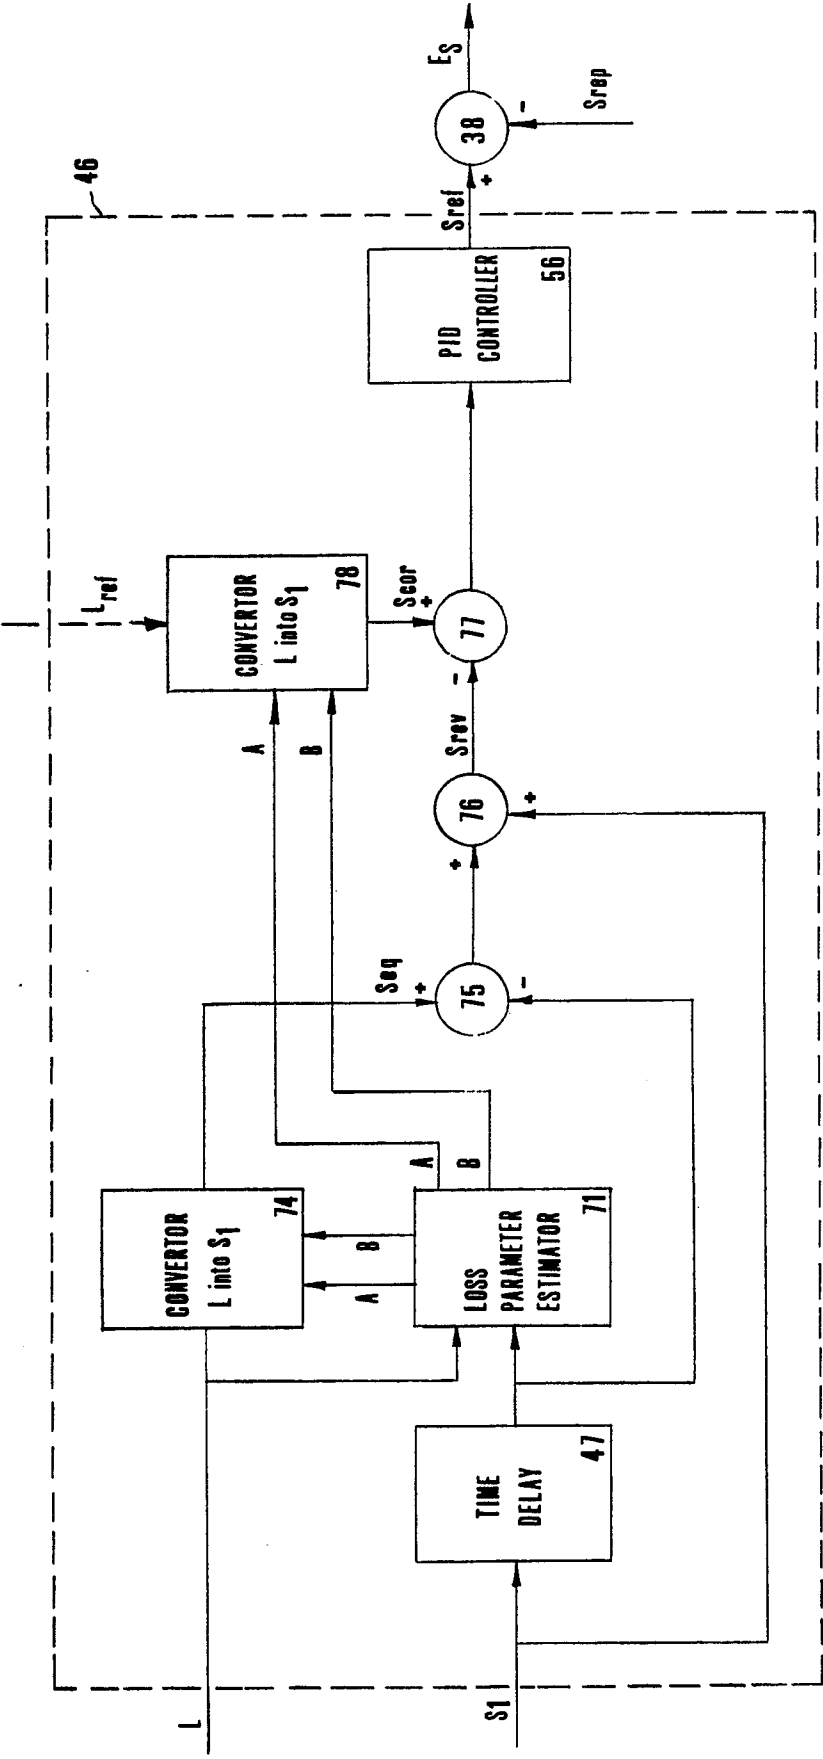 46
L
CONVERTOR
L into S1
74
A
B
LOSS
PARAMETER
ESTIMATOR
71
A
B
TIME
DELAY
47
S1
Seq
+
75
-
+
76
+
Srev
A
B
Lref
CONVERTOR
L into S1
78
Scor
+
-
77
PID
CONTROLLER
56
Sref
+
38
-
Srep
ES